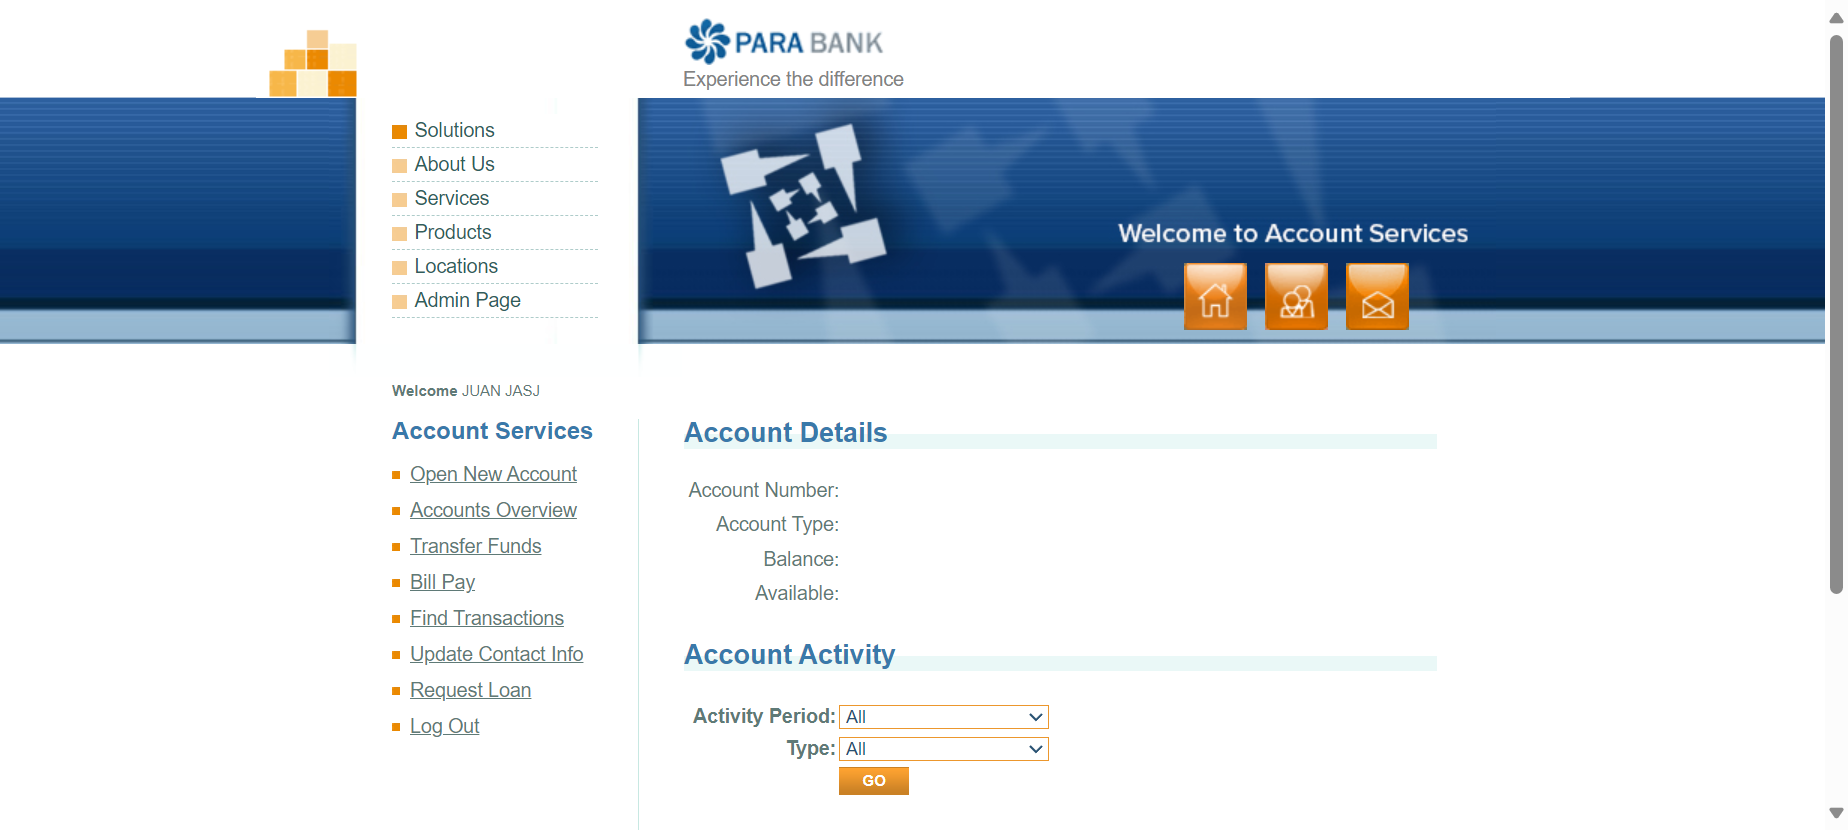 PARA BANK
Experience the difference
Solutions
About Us
Services
Products
Locations
Admin Page
Welcome to Account Services
Welcome JUAN JASJ
Account Services
Open New Account
Accounts Overview
Transfer Funds
Bill Pay
Find Transactions
Update Contact Info
Request Loan
Log Out
Account Details
Account Number:
Account Type:
Balance:
Available:
Account Activity
Activity Period: All
Type: All
GO